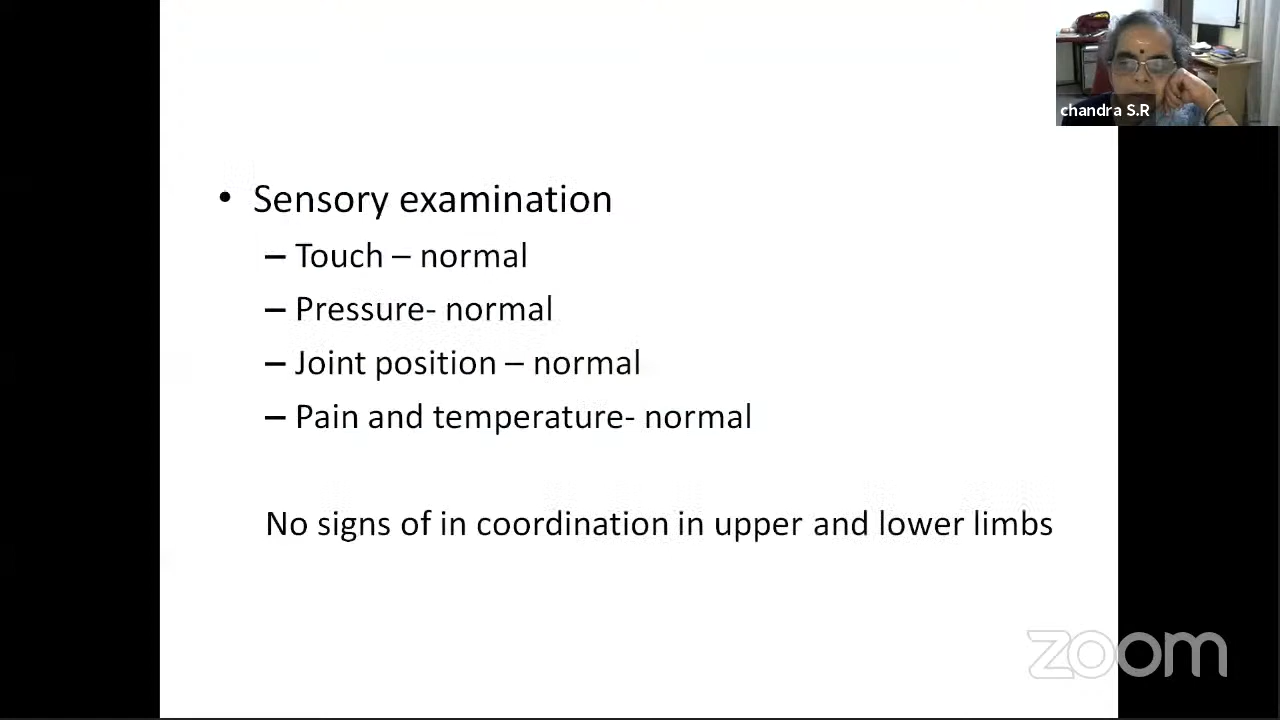 chandra S.R
• Sensory examination
– Touch – normal
– Pressure- normal
– Joint position – normal
– Pain and temperature- normal
No signs of in coordination in upper and lower limbs
zoom